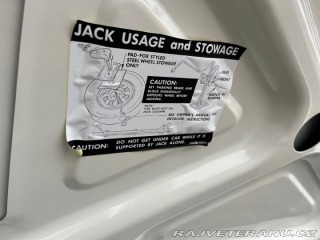 JACK USAGE and STOWAGE
PAD-FOR STYLED
STEEL WHEEL STOWAGE
ONLY
CAUTION:
SET PARKING BRAKE AND
BLOCK DIAGONALLY
OPPOSITE WHEEL BEFORE
JACKING
REAR
FRONT
SEE OWNER'S MANUAL FOR
DETAILED INSTRUCTIONS
CAUTION:
DO NOT GET UNDER CAR WHILE IT IS
SUPPORTED BY JACK ALONE.
RAJVETERANU.CZ